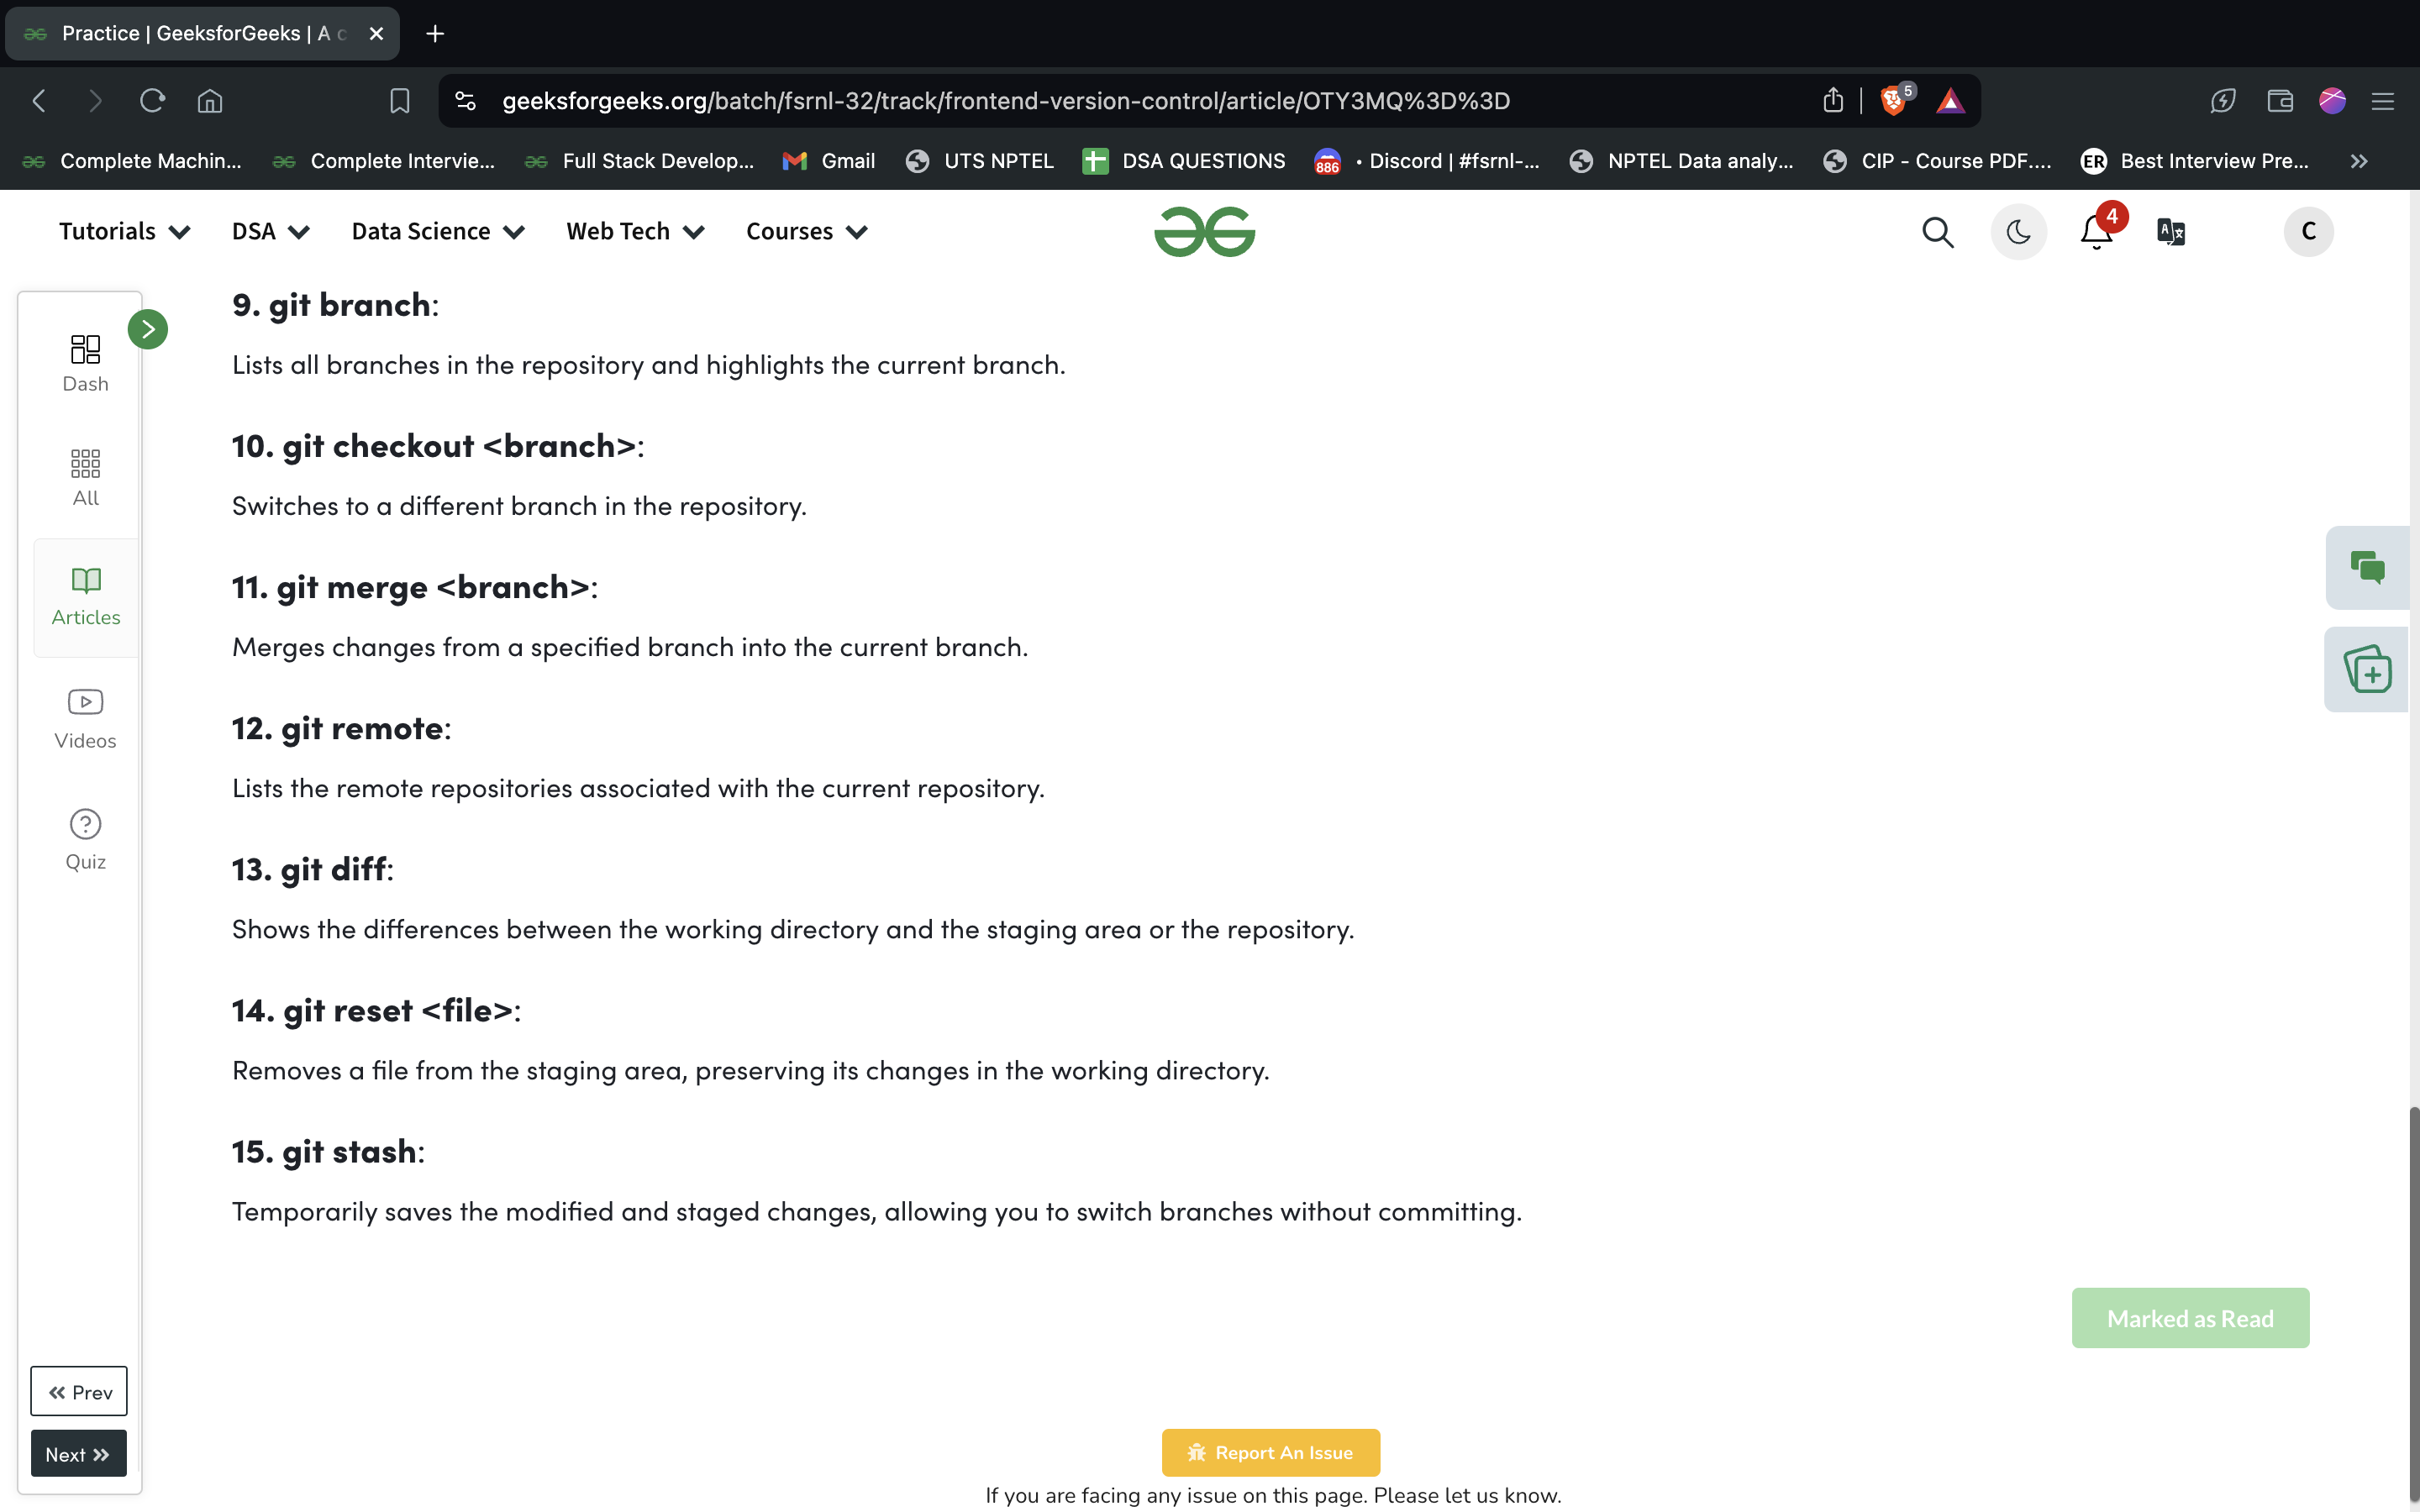 Practice | GeeksforGeeks | A c
geeksforgeeks.org/batch/fsrnl-32/track/frontend-version-control/article/OTY3MQ%3D%3D
5
Complete Machin...
Complete Intervie...
Full Stack Develop...
Gmail
UTS NPTEL
DSA QUESTIONS
886
• Discord | #fsrnl-...
NPTEL Data analy...
CIP - Course PDF....
ER
Best Interview Pre...
Tutorials
DSA
Data Science
Web Tech
Courses
4
C
Dash
All
Articles
Videos
Quiz
Prev
Next
9. git branch:
Lists all branches in the repository and highlights the current branch.
10. git checkout <branch>:
Switches to a different branch in the repository.
11. git merge <branch>:
Merges changes from a specified branch into the current branch.
12. git remote:
Lists the remote repositories associated with the current repository.
13. git diff:
Shows the differences between the working directory and the staging area or the repository.
14. git reset <file>:
Removes a file from the staging area, preserving its changes in the working directory.
15. git stash:
Temporarily saves the modified and staged changes, allowing you to switch branches without committing.
Marked as Read
Report An Issue
If you are facing any issue on this page. Please let us know.